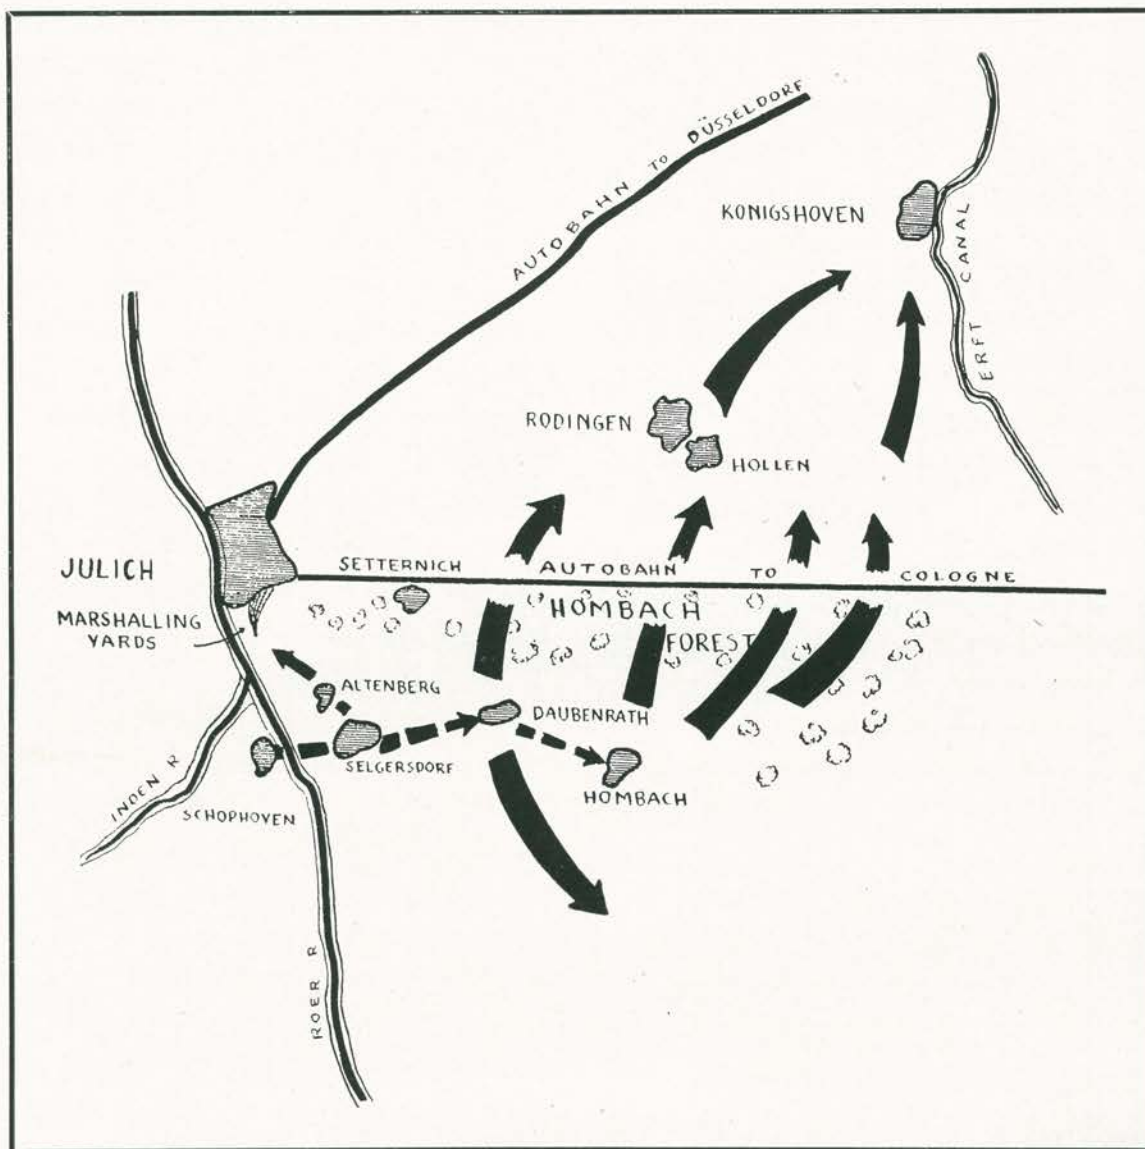 AUTOBAHN TO DÜSSELDORF
KONIGSHOVEN
ERFT CANAL
RODINGEN
HOLLEN
JULICH
SETTERNICH
AUTOBAHN TO COLOGNE
HOMBACH
FOREST
MARSHALLING
YARDS
ALTENBERG
DAUBENRATH
SELGERSDORF
HOMBACH
INDEN R
SCHOPHOVEN
ROER R